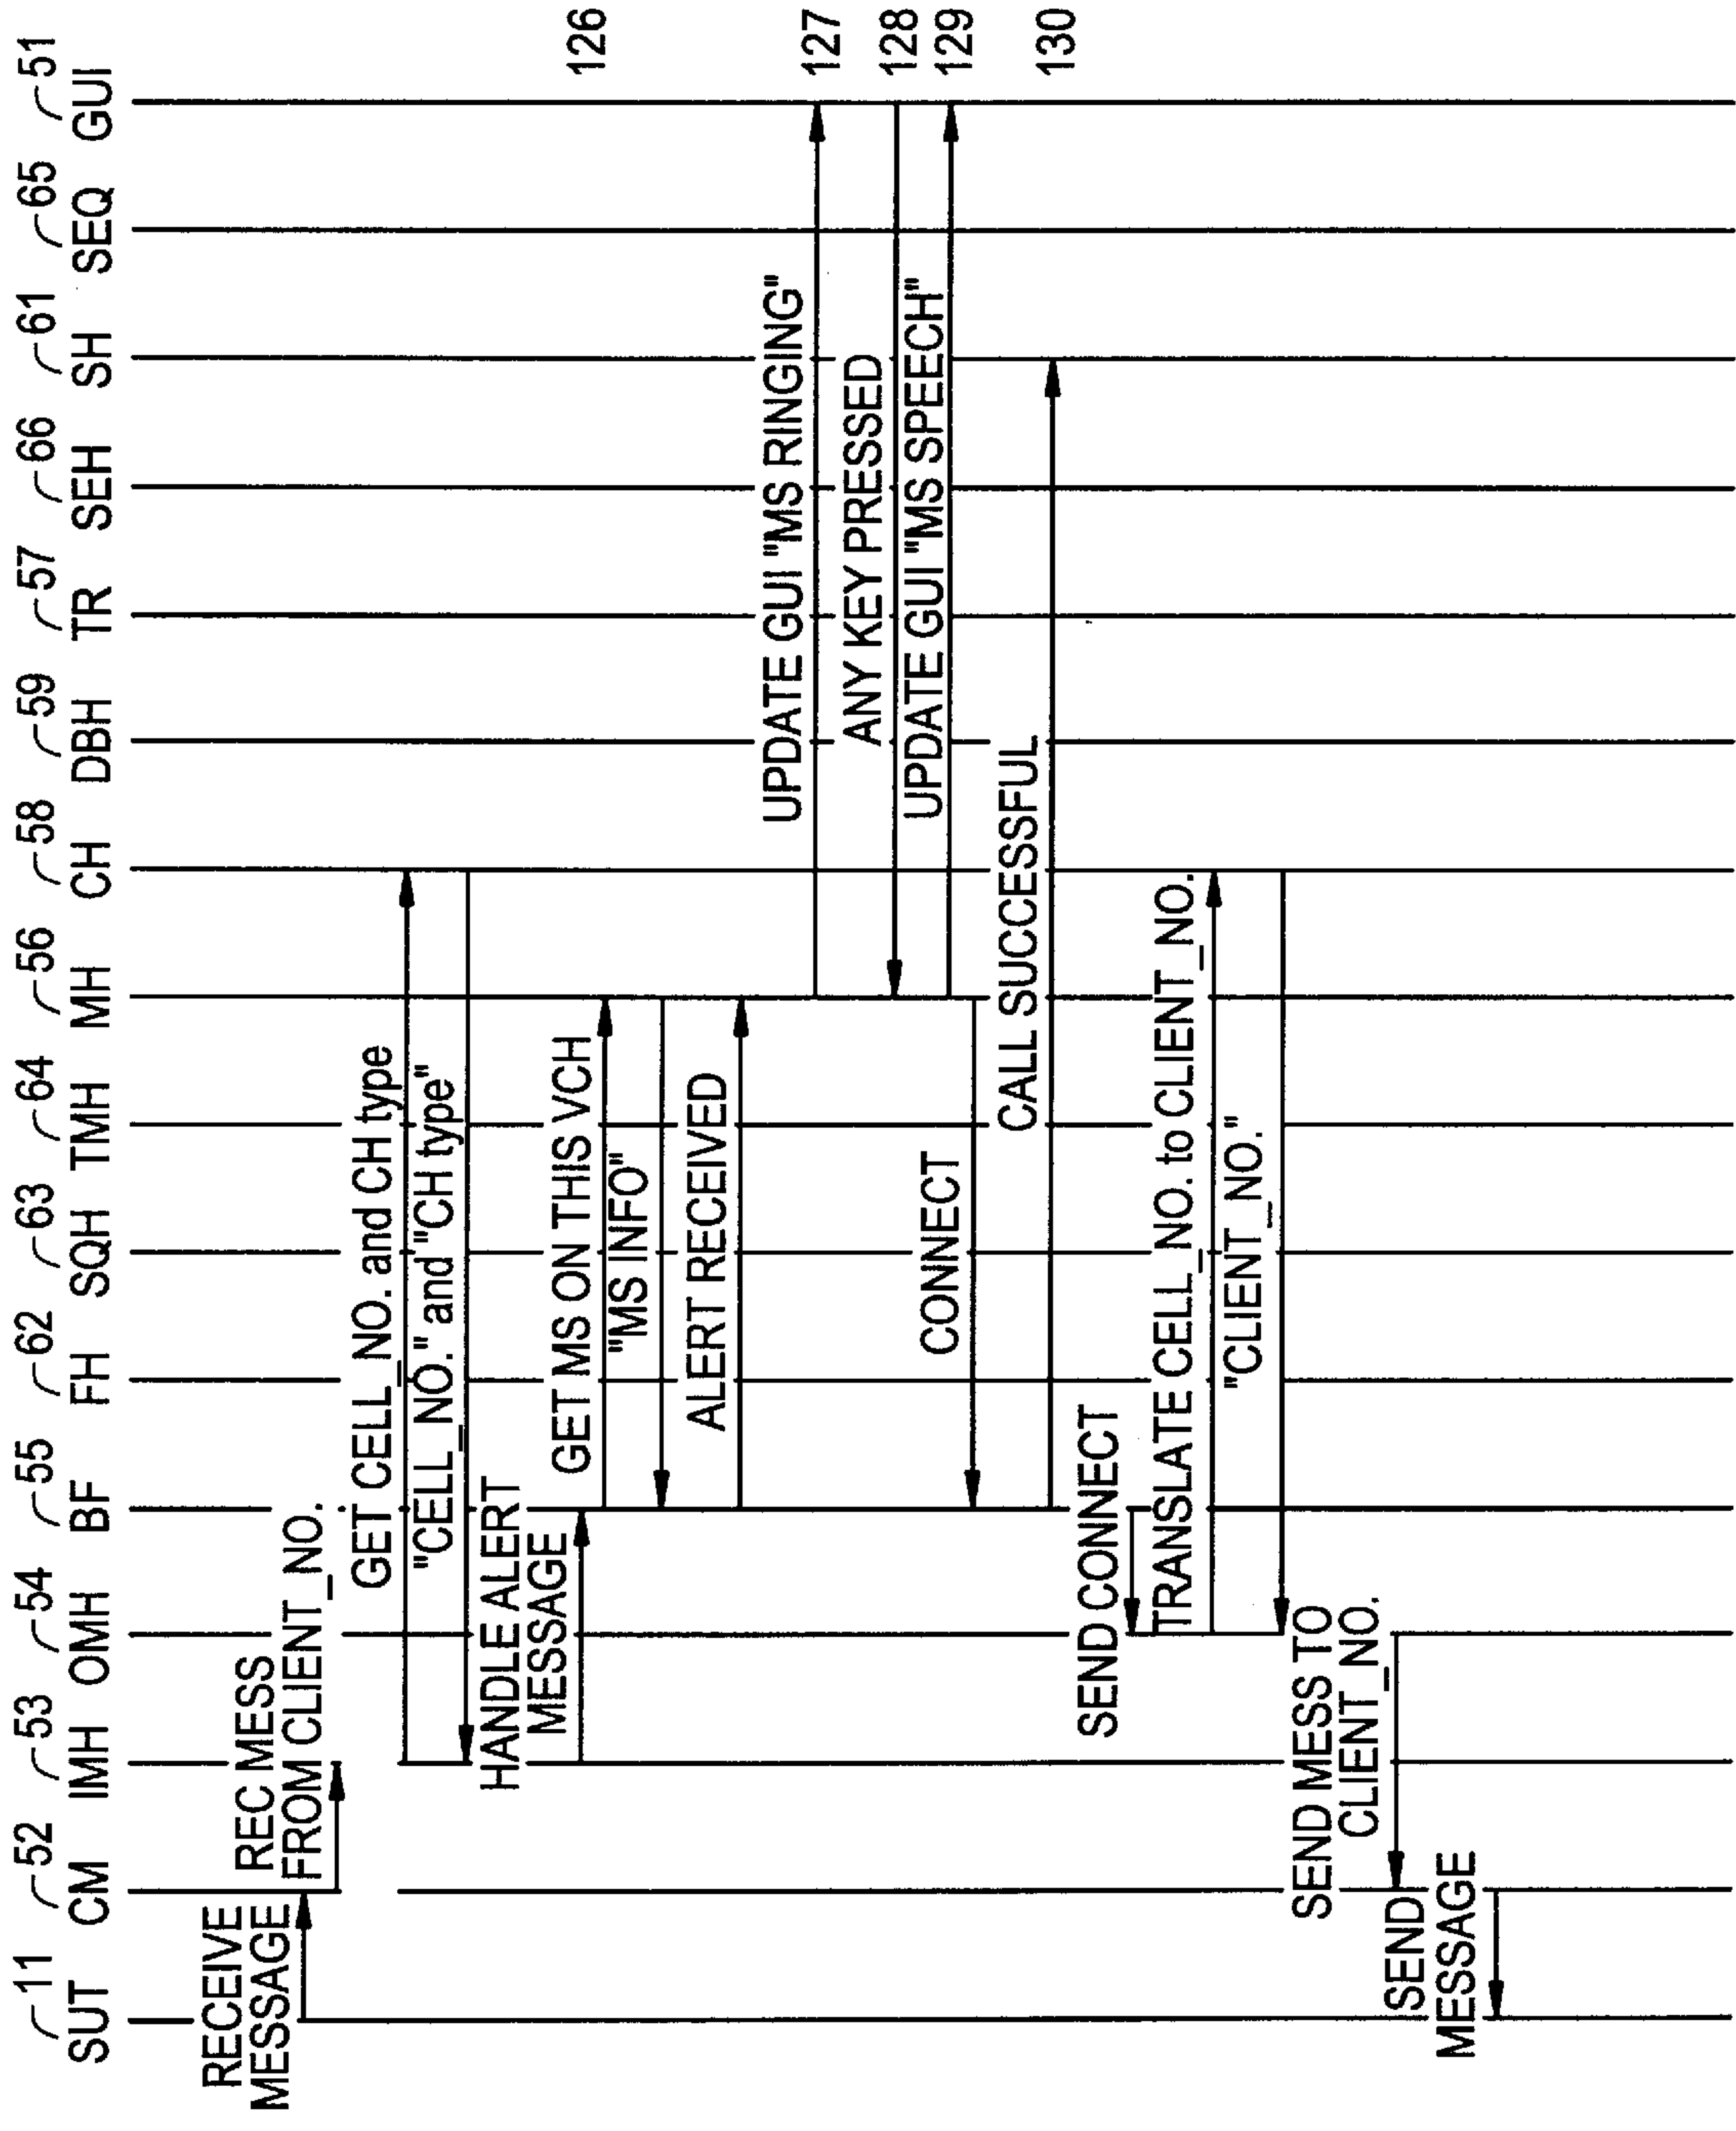 11 52 53 54 55 62 63 64 56 58 59 57 66 61 65 51
SUT CM IMH OMH BF FH SQH TMH MH CH DBH TR SEH SH SEQ GUI
RECEIVE
MESSAGE
REC MESS
FROM CLIENT_NO.
GET CELL_NO. and CH type
"CELL_NO." and "CH type"
HANDLE ALERT
MESSAGE
126
GET MS ON THIS VCH
"MS INFO"
ALERT RECEIVED
UPDATE GUI "MS RINGING"
127
ANY KEY PRESSED
128
UPDATE GUI "MS SPEECH"
129
CONNECT
CALL SUCCESSFUL
130
SEND CONNECT
TRANSLATE CELL_NO. to CLIENT_NO.
"CLIENT_NO."
SEND MESS TO
CLIENT_NO.
SEND
MESSAGE